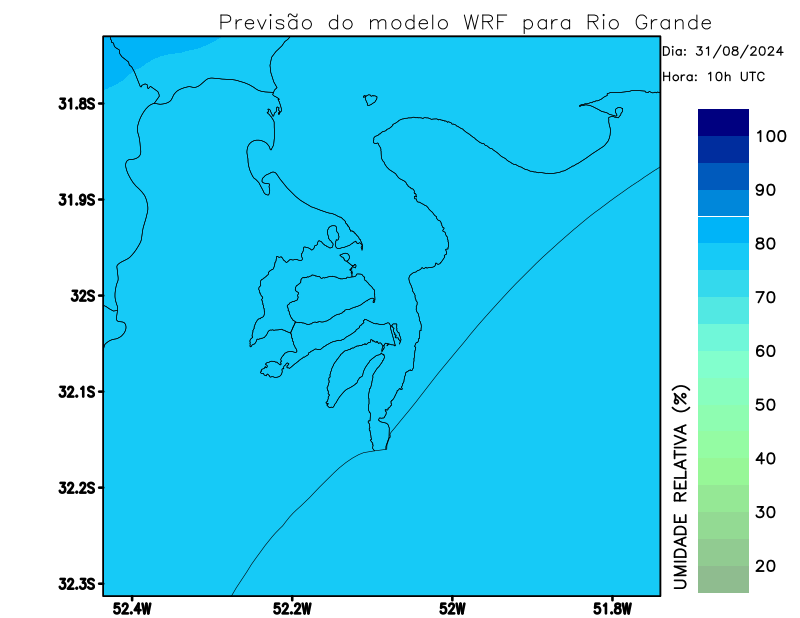 Previsão do modelo WRF para Rio Grande
Dia: 31/08/2024
Hora: 10h UTC
31.8S
31.9S
32S
32.1S
32.2S
32.3S
52.4W
52.2W
52W
51.8W
100
90
80
70
60
50
40
30
20
UMIDADE RELATIVA (%)